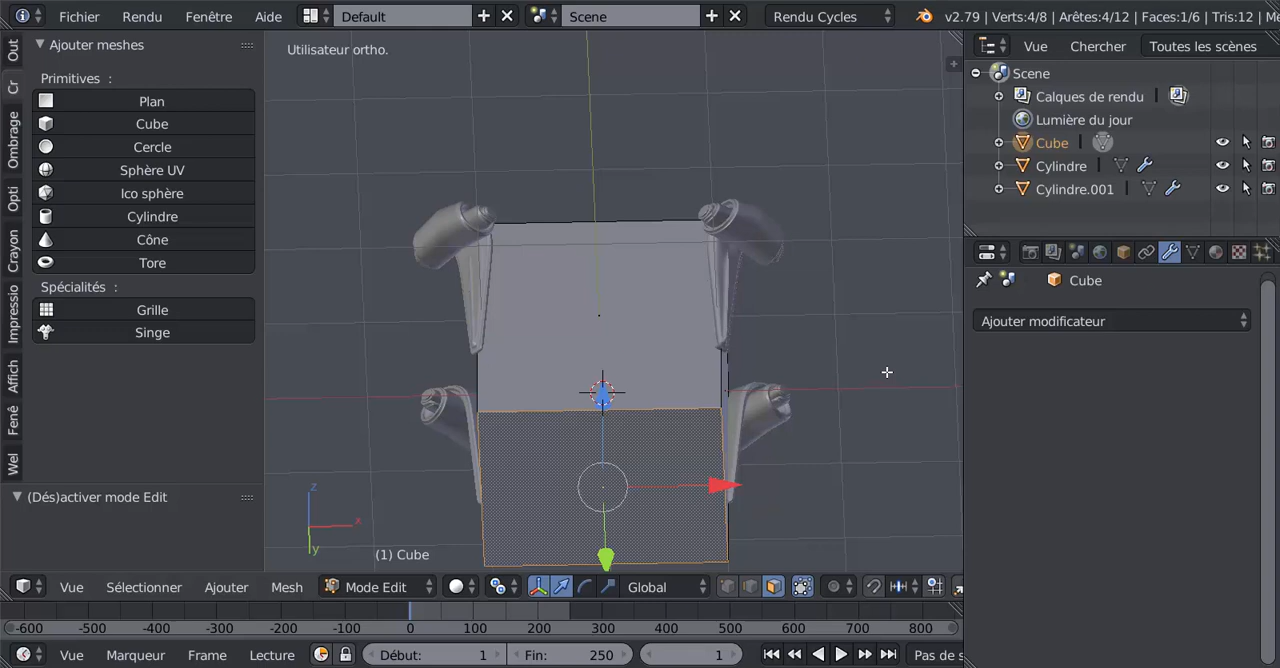 Fichier Rendu Fenêtre Aide Default Scene Rendu Cycles v2.79 | Verts:4/8 | Arêtes:4/12 | Faces:1/6 | Tris:12 |
Out
Cr
Ombrage
Opti
Crayon
Impressio
Affich
Fenê
Wel
Ajouter meshes
Primitives :
Plan
Cube
Cercle
Sphère UV
Ico sphère
Cylindre
Cône
Tore
Spécialités :
Grille
Singe
(Dés)activer mode Edit
Utilisateur ortho.
z
x
y
(1) Cube
Vue Chercher Toutes les scènes
Scene
Calques de rendu
Lumière du jour
Cube
Cylindre
Cylindre.001
Cube
Ajouter modificateur
Vue Sélectionner Ajouter Mesh Mode Edit Global
-600 -500 -400 -300 -200 -100 0 100 200 300 400 500 600 700 800
Vue Marqueur Frame Lecture Début: 1 Fin: 250 1 Pas de s